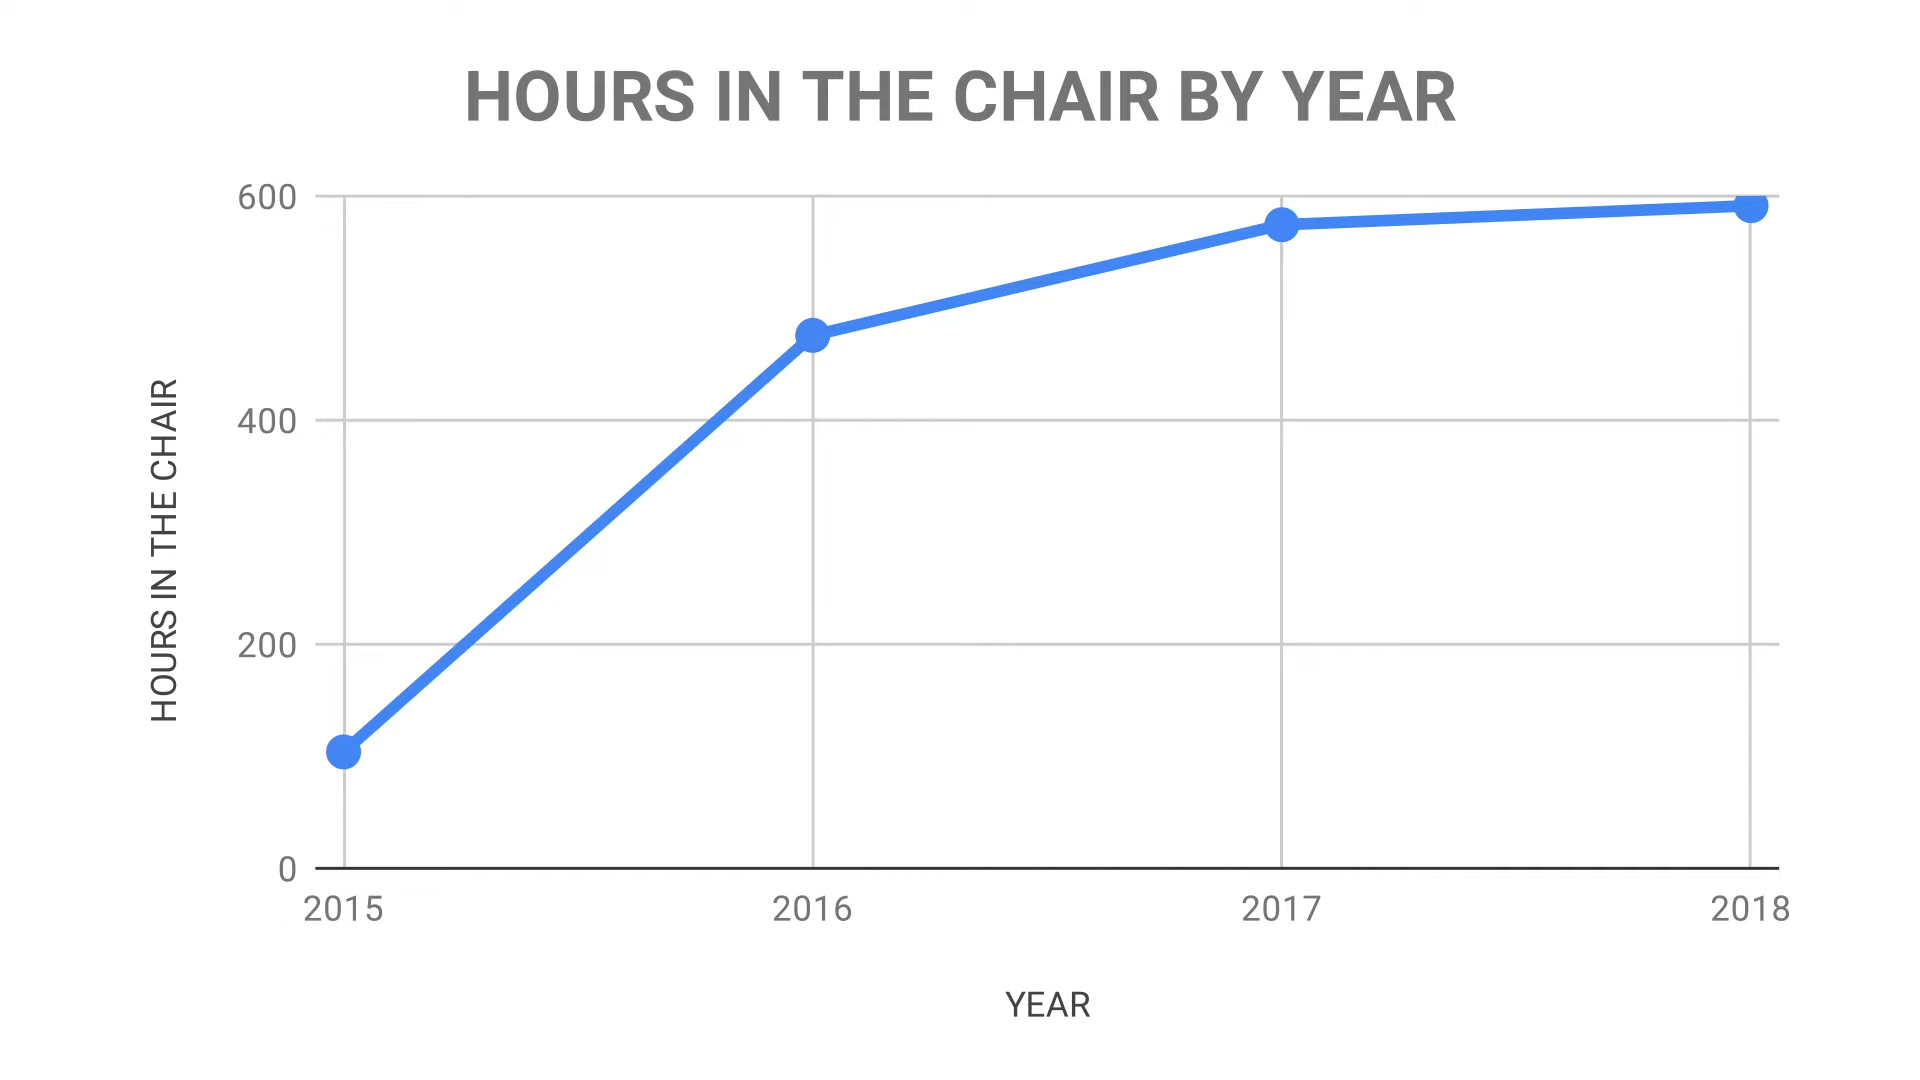 HOURS IN THE CHAIR BY YEAR
600
400
200
0
HOURS IN THE CHAIR
2015 2016 2017 2018
YEAR